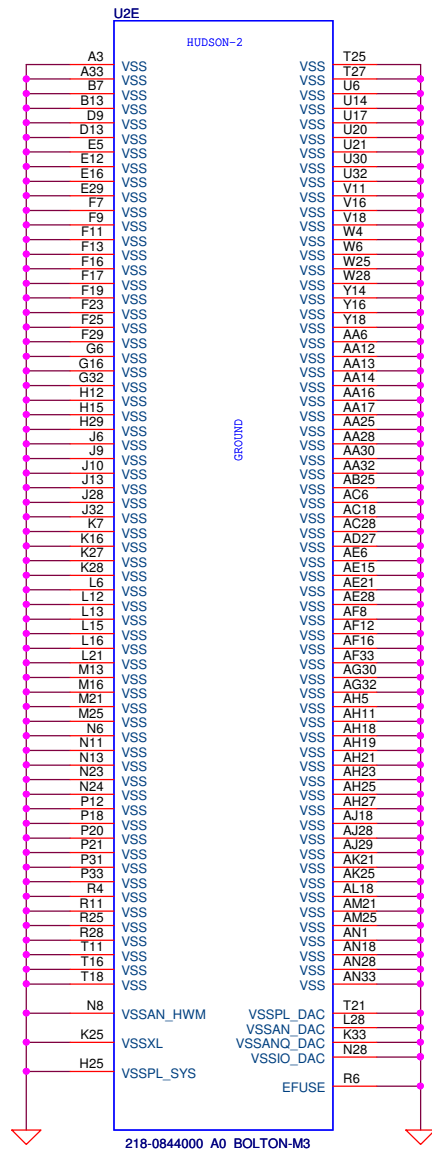 U2E
HUDSON-2
A3 VSS VSS T25
A33 VSS VSS T27
B7 VSS VSS U6
B13 VSS VSS U14
D9 VSS VSS U17
D13 VSS VSS U20
E5 VSS VSS U21
E12 VSS VSS U30
E16 VSS VSS U32
E29 VSS VSS V11
F7 VSS VSS V16
F9 VSS VSS V18
F11 VSS VSS W4
F13 VSS VSS W6
F16 VSS VSS W25
F17 VSS VSS W28
F19 VSS VSS Y14
F23 VSS VSS Y16
F25 VSS VSS Y18
F29 VSS VSS AA6
G6 VSS VSS AA12
G16 VSS VSS AA13
G32 VSS VSS AA14
H12 VSS VSS AA16
H15 VSS VSS AA17
H29 VSS VSS AA25
J6 VSS VSS AA28
J9 VSS VSS AA30
J10 VSS VSS AA32
J13 VSS VSS AB25
J28 VSS VSS AC6
J32 VSS VSS AC18
K7 VSS VSS AC28
K16 VSS VSS AD27
K27 VSS VSS AE6
K28 VSS VSS AE15
L6 VSS VSS AE21
L12 VSS VSS AE28
L13 VSS VSS AF8
L15 VSS VSS AF12
L16 VSS VSS AF16
L21 VSS VSS AF33
M13 VSS VSS AG30
M16 VSS VSS AG32
M21 VSS VSS AH5
M25 VSS VSS AH11
N6 VSS VSS AH18
N11 VSS VSS AH19
N13 VSS VSS AH21
N23 VSS VSS AH23
N24 VSS VSS AH25
P12 VSS VSS AH27
P18 VSS VSS AJ18
P20 VSS VSS AJ28
P21 VSS VSS AJ29
P31 VSS VSS AK21
P33 VSS VSS AK25
R4 VSS VSS AL18
R11 VSS VSS AM21
R25 VSS VSS AM25
R28 VSS VSS AN1
T11 VSS VSS AN18
T16 VSS VSS AN28
T18 VSS VSS AN33
GROUND
N8 VSSAN_HWM VSSPL_DAC T21
VSSAN_DAC L28
K25 VSSXL VSSANQ_DAC K33
VSSIO_DAC N28
H25 VSSPL_SYS
EFUSE R6
218-0844000 A0 BOLTON-M3